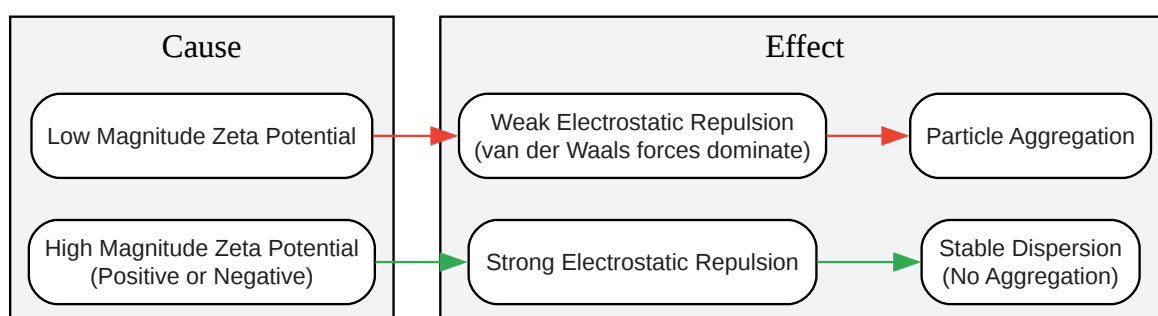 Cause
Effect
Low Magnitude Zeta Potential
Weak Electrostatic Repulsion
(van der Waals forces dominate)
Particle Aggregation
High Magnitude Zeta Potential
(Positive or Negative)
Strong Electrostatic Repulsion
Stable Dispersion
(No Aggregation)